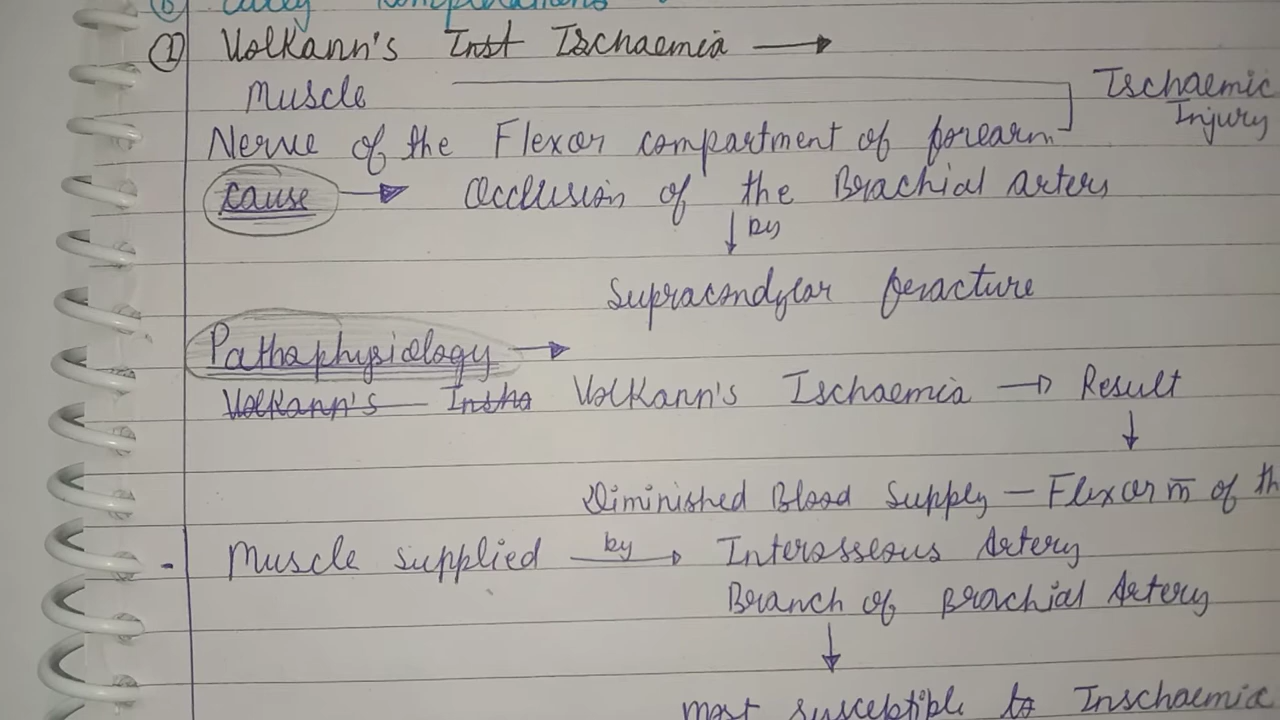 ① Volkann's Inst Ischaemia →
Muscle
Ischaemic
Injury
Nerve of the Flexor compartment of forearm
Cause → Occlusion of the Brachial artery
↓ by
Supracondylar feracture
Pathophysiology →
Volkann's Insha Volkann's Ischaemia → Result
↓
Diminished Blood Supply — Flexor m̄ of th
- Muscle supplied by → Interosseous Artery
Branch of Brachial Artery
↓
most susceptible to Inschaemic